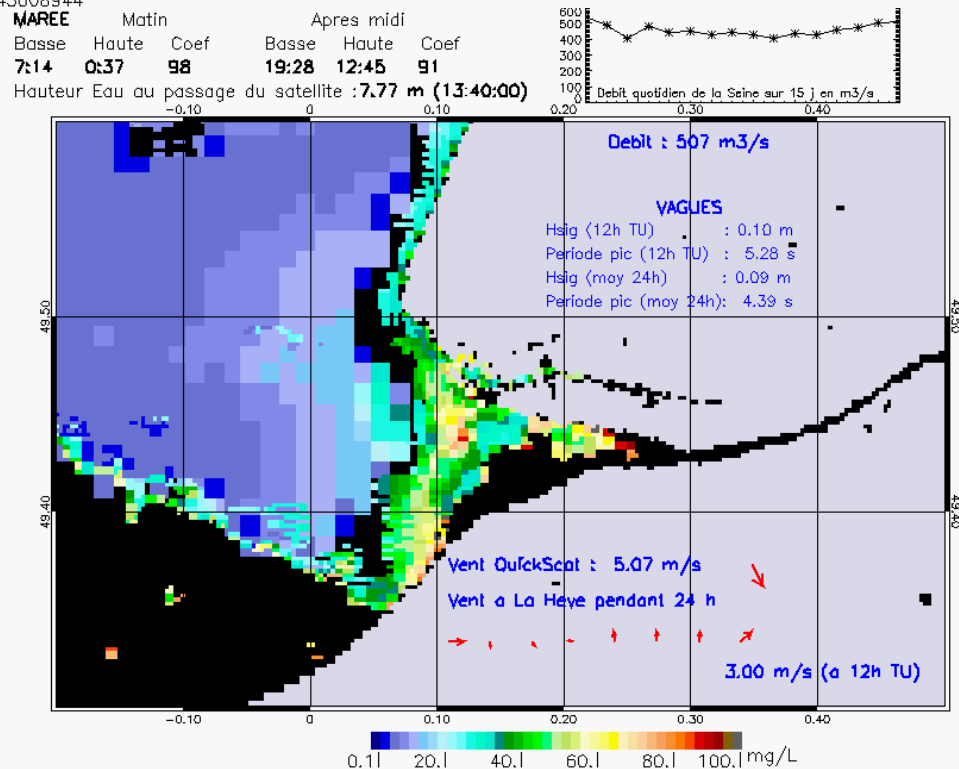 MAREE Matin Apres midi
Basse Haute Coef Basse Haute Coef
7:14 0:37 98 19:28 12:45 91
Hauteur Eau au passage du satellite :7.77 m (13:40:00)
600
500
400
300
200
100
0
Debit quotidien de la Seine sur 15 j en m3/s
-0.10 0 0.10 0.20 0.30 0.40
Debit : 507 m3/s
VAGUES
Hsig (12h TU) : 0.10 m
Periode pic (12h TU) : 5.28 s
Hsig (moy 24h) : 0.09 m
Periode pic (moy 24h): 4.39 s
49.50 49.50
49.40 49.40
Vent QuickScat : 5.07 m/s
Vent a La Heve pendant 24 h
3.00 m/s (a 12h TU)
-0.10 0 0.10 0.20 0.30 0.40
0.1 20. 40. 60. 80. 100. mg/L